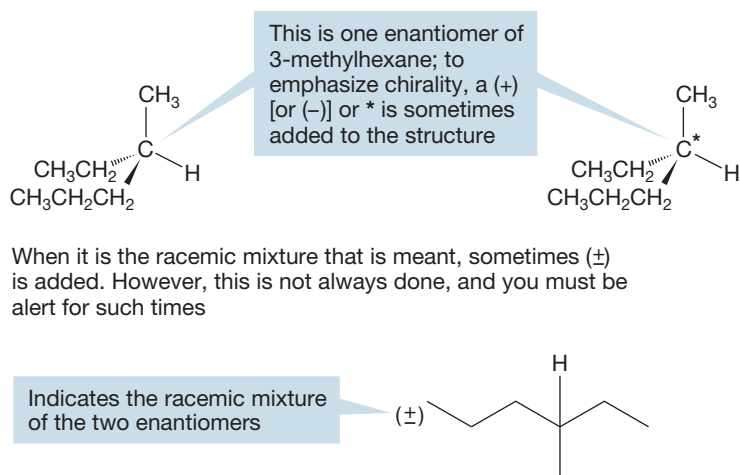 This is one enantiomer of
3-methylhexane; to
emphasize chirality, a (+)
[or (–)] or * is sometimes
added to the structure
CH₃
C
H
CH₃CH₂
CH₃CH₂CH₂
CH₃
C*
H
CH₃CH₂
CH₃CH₂CH₂
When it is the racemic mixture that is meant, sometimes (±)
is added. However, this is not always done, and you must be
alert for such times
Indicates the racemic mixture
of the two enantiomers
(±)
H